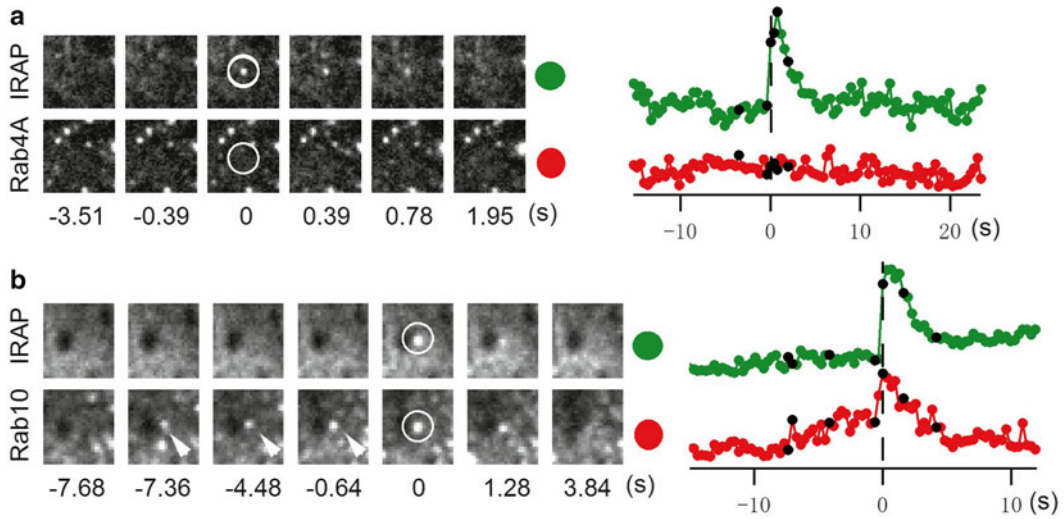 a
IRAP
Rab4A
-3.51 -0.39 0 0.39 0.78 1.95 (s)
-10 0 10 20 (s)
b
IRAP
Rab10
-7.68 -7.36 -4.48 -0.64 0 1.28 3.84 (s)
-10 0 10 (s)